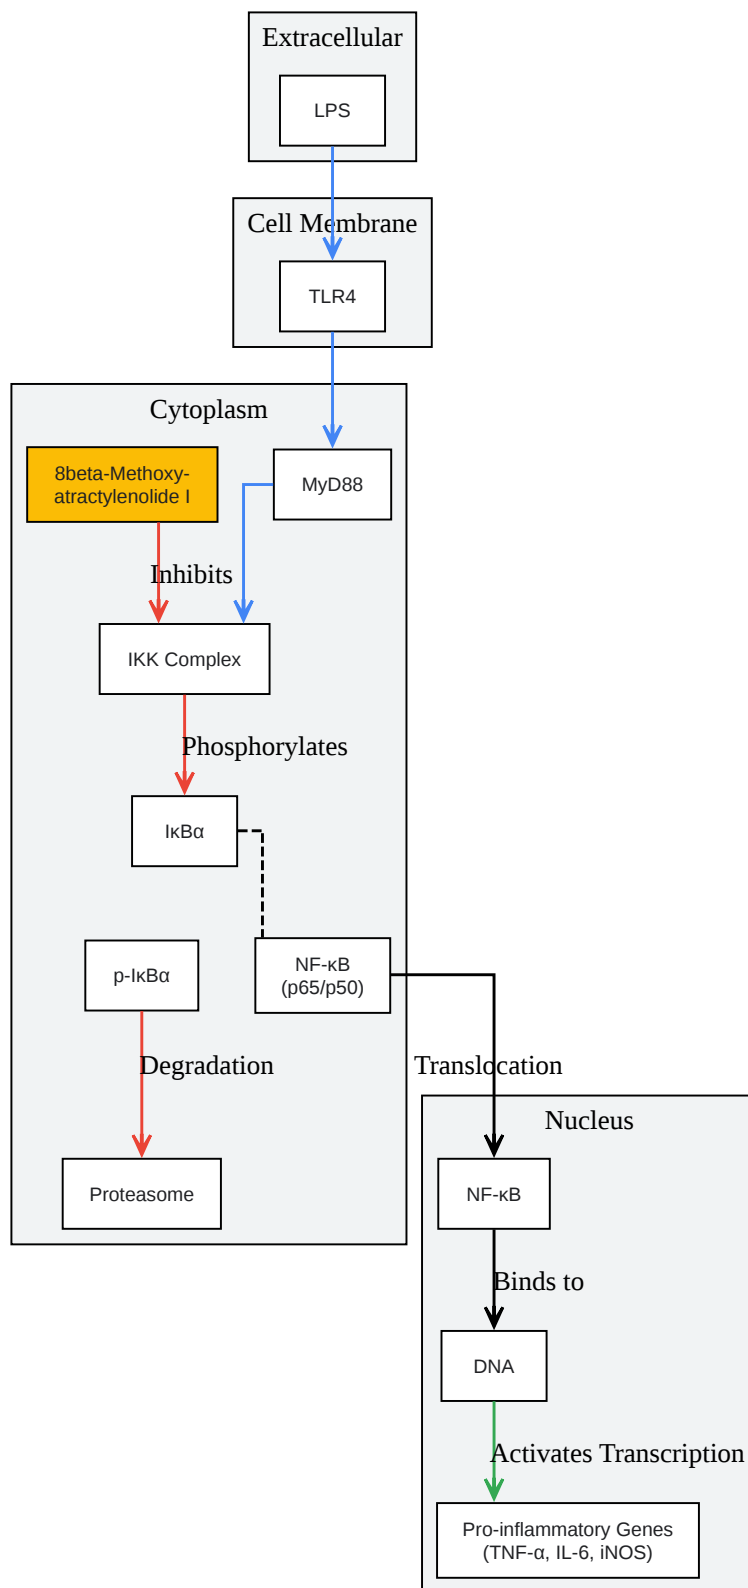 Extracellular
LPS
Cell Membrane
TLR4
Cytoplasm
8beta-Methoxy-
atractylenolide I
MyD88
Inhibits
IKK Complex
Phosphorylates
IκBα
p-IκBα
NF-κB
(p65/p50)
Degradation
Translocation
Nucleus
Proteasome
NF-κB
Binds to
DNA
Activates Transcription
Pro-inflammatory Genes
(TNF-α, IL-6, iNOS)